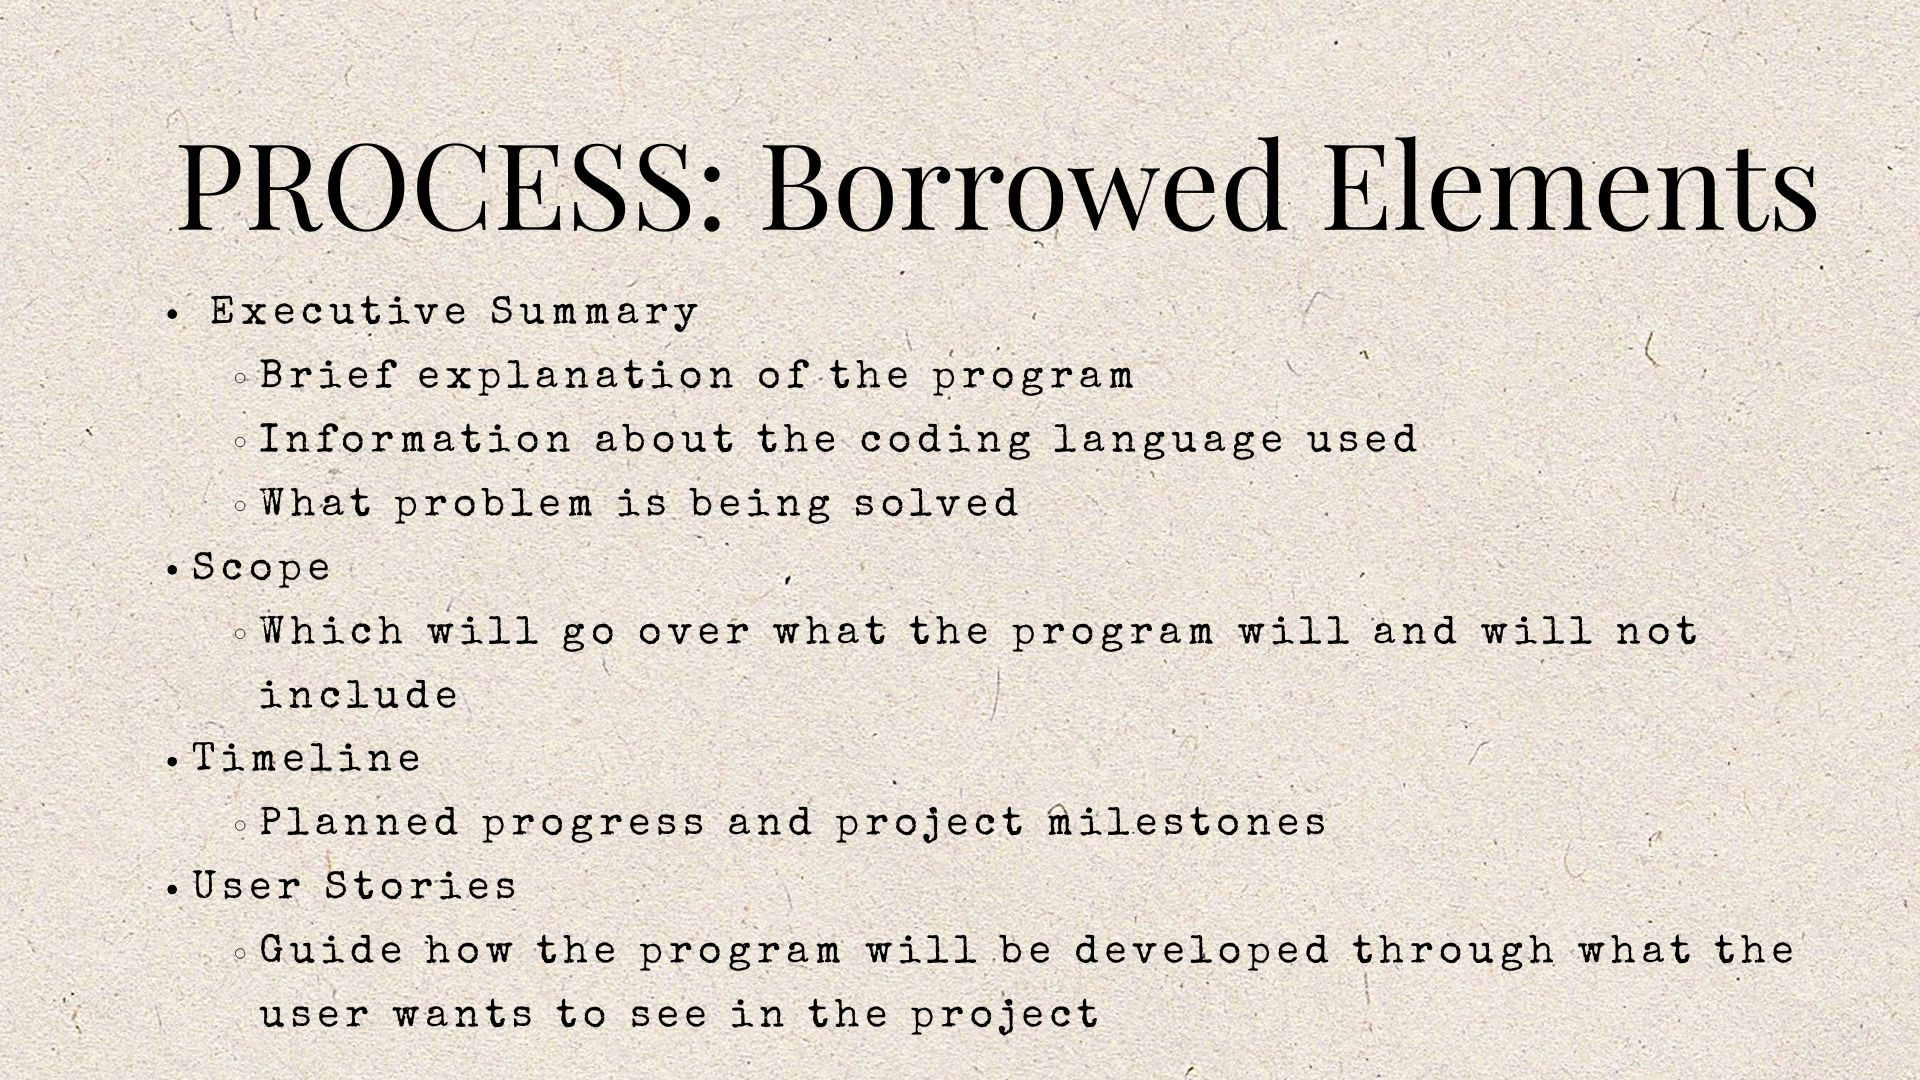 PROCESS: Borrowed Elements
• Executive Summary
◦ Brief explanation of the program
◦ Information about the coding language used
◦ What problem is being solved
• Scope
◦ Which will go over what the program will and will not
include
• Timeline
◦ Planned progress and project milestones
• User Stories
◦ Guide how the program will be developed through what the
user wants to see in the project